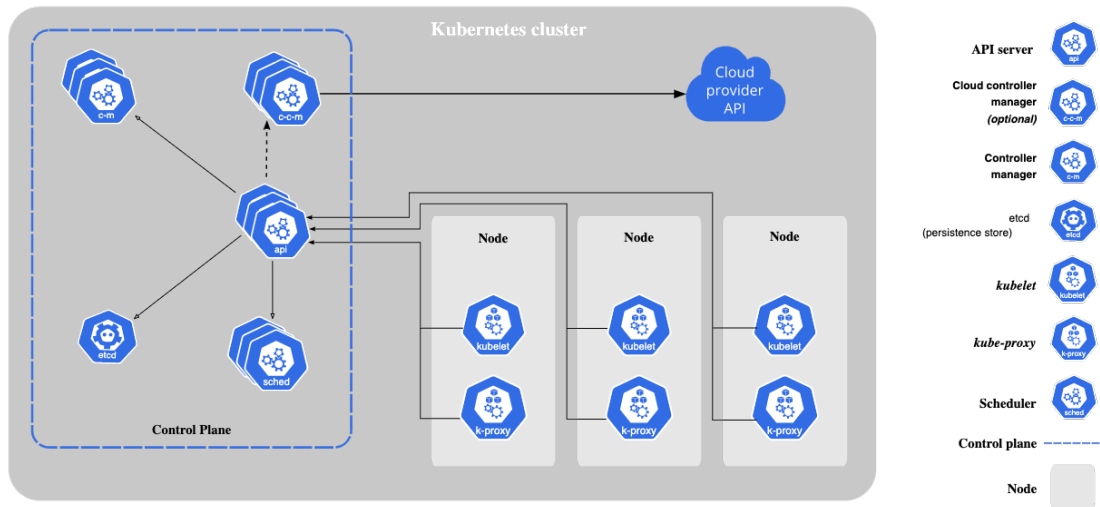 Kubernetes cluster
c-m
c-c-m
Cloud
provider
API
api
etcd
sched
Control Plane
Node
kubelet
k-proxy
Node
kubelet
k-proxy
Node
kubelet
k-proxy
API server
api
Cloud controller
manager
(optional)
c-c-m
Controller
manager
c-m
etcd
(persistence store)
etcd
kubelet
kubelet
kube-proxy
k-proxy
Scheduler
sched
Control plane
Node